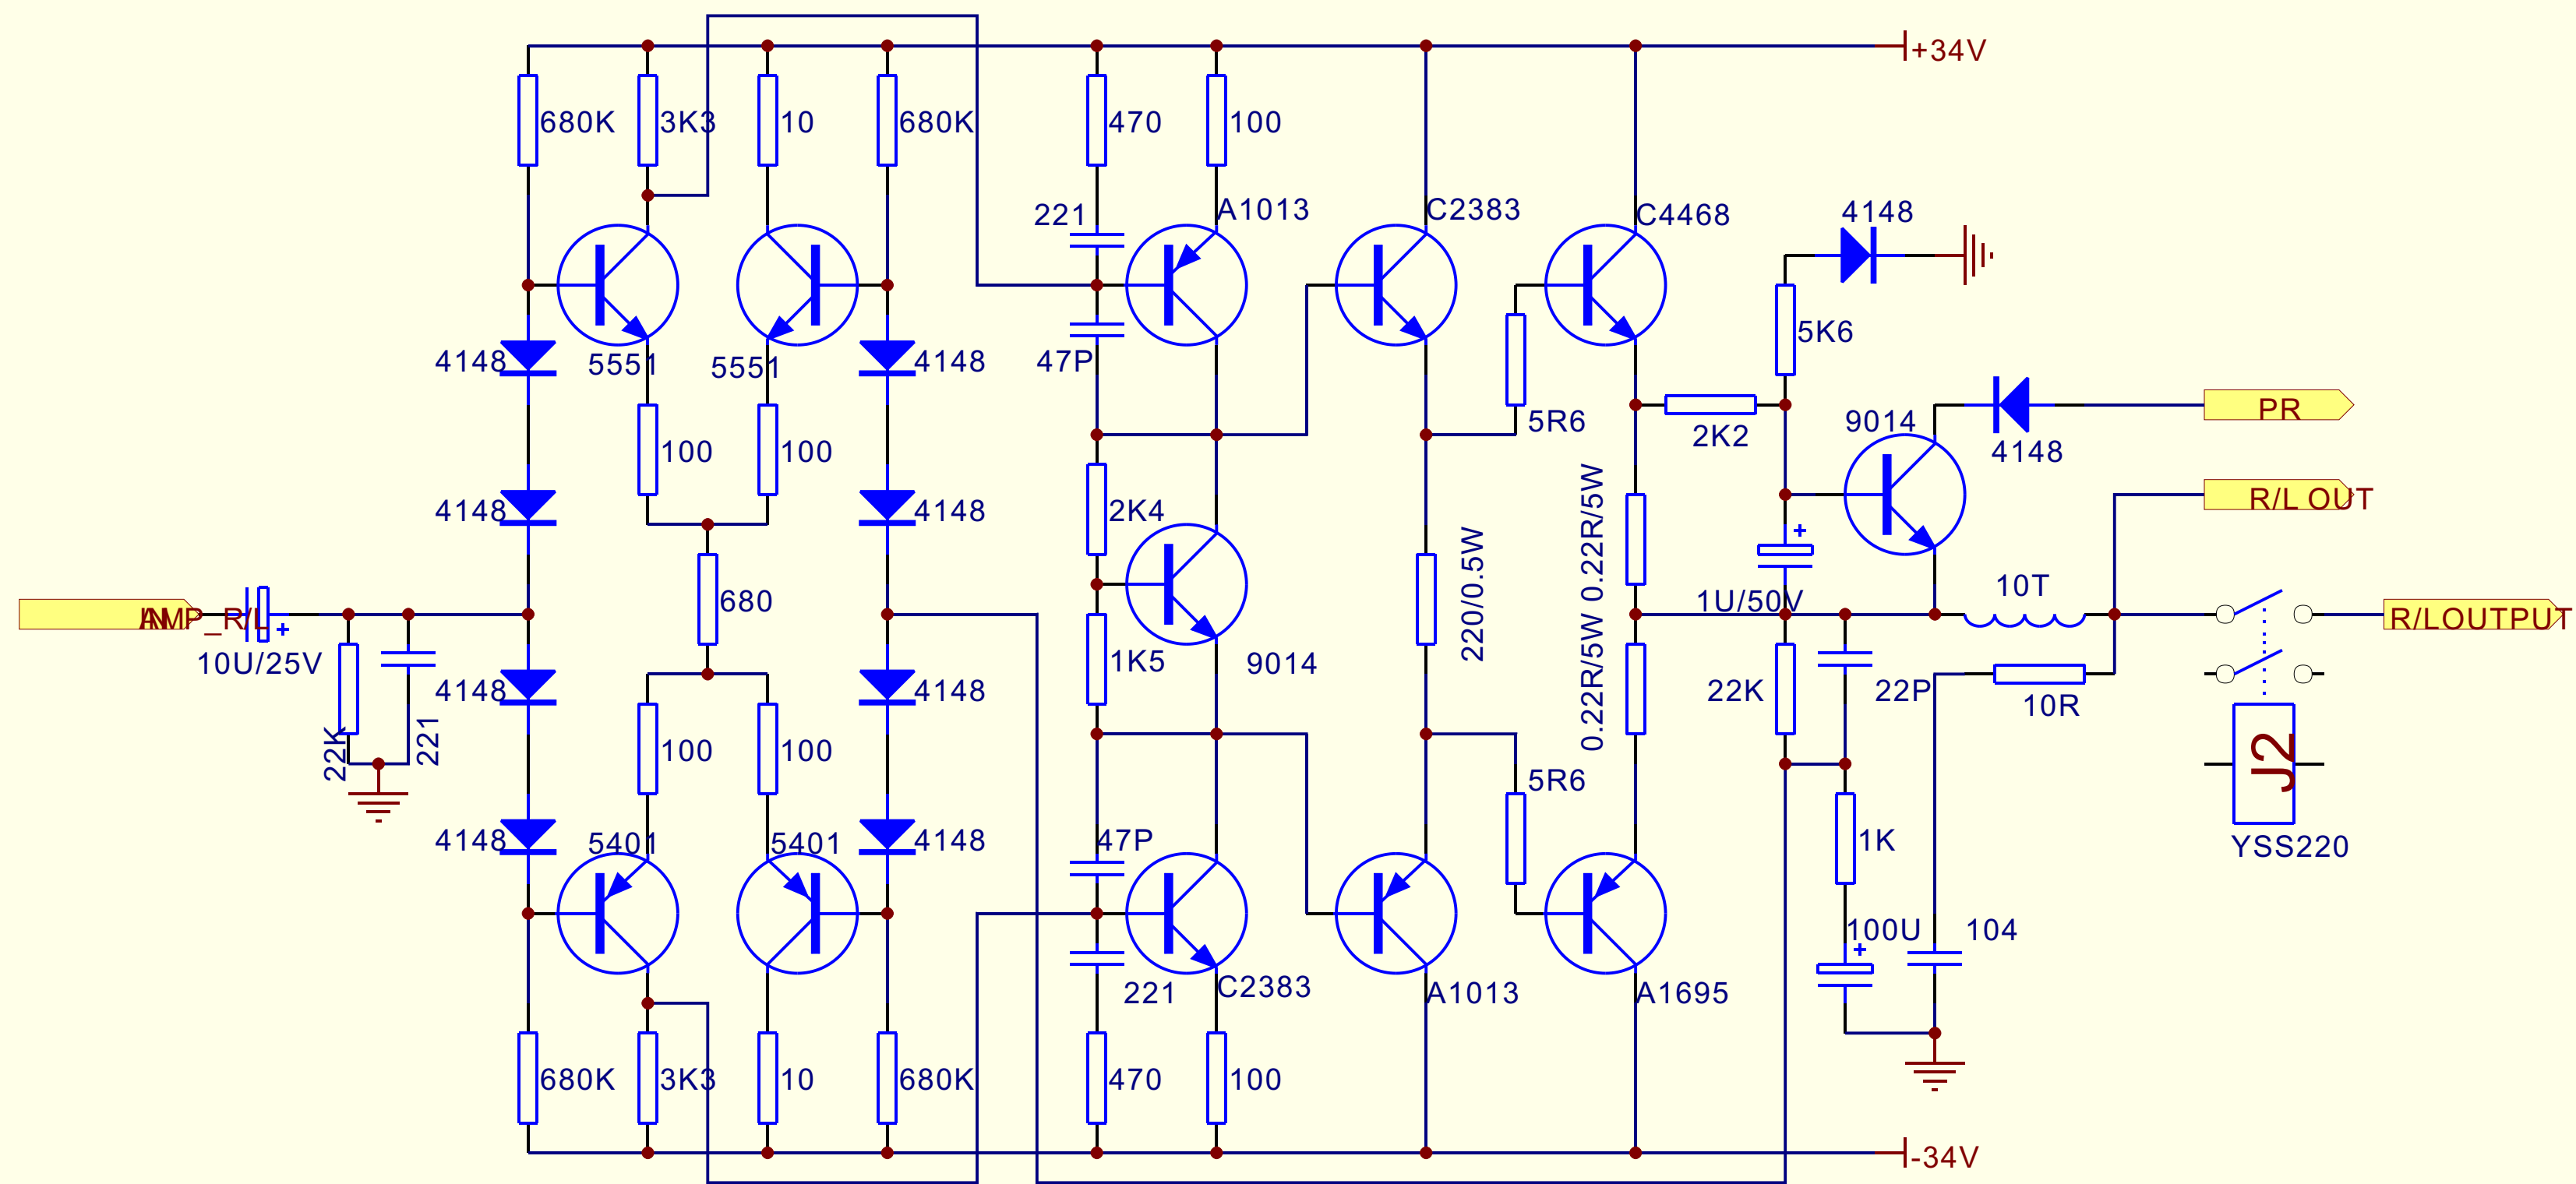 +34V
680K
3K3
10
680K
470
100
221
A1013
C2383
C4468
4148
5K6
4148
5551
5551
4148
47P
5R6
2K2
9014
PR
4148
100
100
4148
4148
2K4
R/L OUT
220/0.5W
0.22R/5W 0.22R/5W
680
1U/50V
10T
AMP_R/L
IN
R/LOUTPUT
10U/25V
1K5
9014
4148
4148
22K
22P
10R
22K
221
100
100
J2
5R6
4148
5401
5401
4148
47P
1K
YSS220
100U
104
221
C2383
A1013
A1695
680K
3K3
10
680K
470
100
-34V